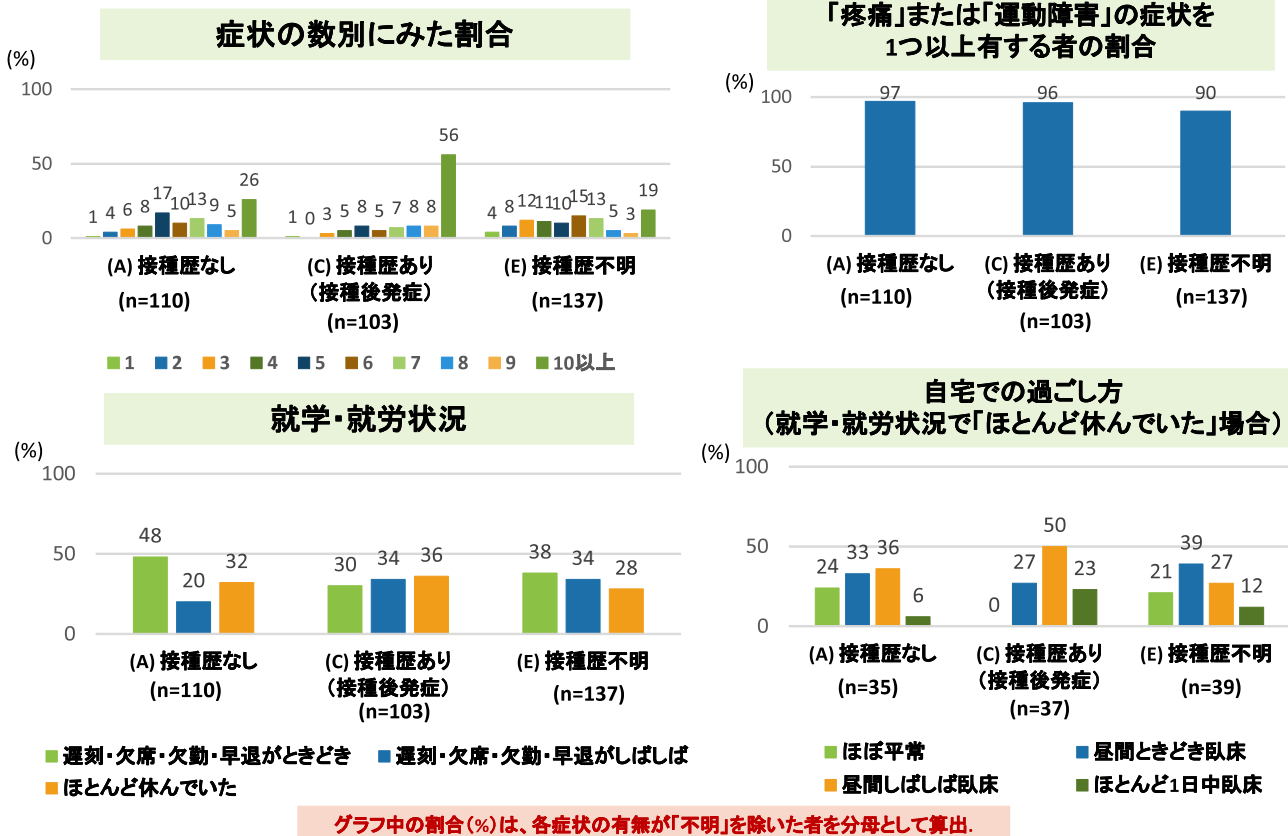 症状の数別にみた割合
(%)
100
50
0
1 4 6 8 17 10 13 9 5 26
1 0 3 5 8 5 7 8 8 56
4 8 12 11 10 15 13 5 3 19
(A) 接種歴なし
(n=110)
(C) 接種歴あり
（接種後発症）
(n=103)
(E) 接種歴不明
(n=137)
1 2 3 4 5 6 7 8 9 10以上
「疼痛」または「運動障害」の症状を
1つ以上有する者の割合
(%)
100
50
0
97
96
90
(A) 接種歴なし
(n=110)
(C) 接種歴あり
（接種後発症）
(n=103)
(E) 接種歴不明
(n=137)
就学・就労状況
(%)
100
50
0
48 20 32
30 34 36
38 34 28
(A) 接種歴なし
(n=110)
(C) 接種歴あり
（接種後発症）
(n=103)
(E) 接種歴不明
(n=137)
遅刻・欠席・欠勤・早退がときどき 遅刻・欠席・欠勤・早退がしばしば
ほとんど休んでいた
自宅での過ごし方
（就学・就労状況で「ほとんど休んでいた」場合）
(%)
100
50
0
24 33 36 6
0 27 50 23
21 39 27 12
(A) 接種歴なし
(n=35)
(C) 接種歴あり
（接種後発症）
(n=37)
(E) 接種歴不明
(n=39)
ほぼ平常 昼間ときどき臥床
昼間しばしば臥床 ほとんど1日中臥床
グラフ中の割合（%）は、各症状の有無が「不明」を除いた者を分母として算出.